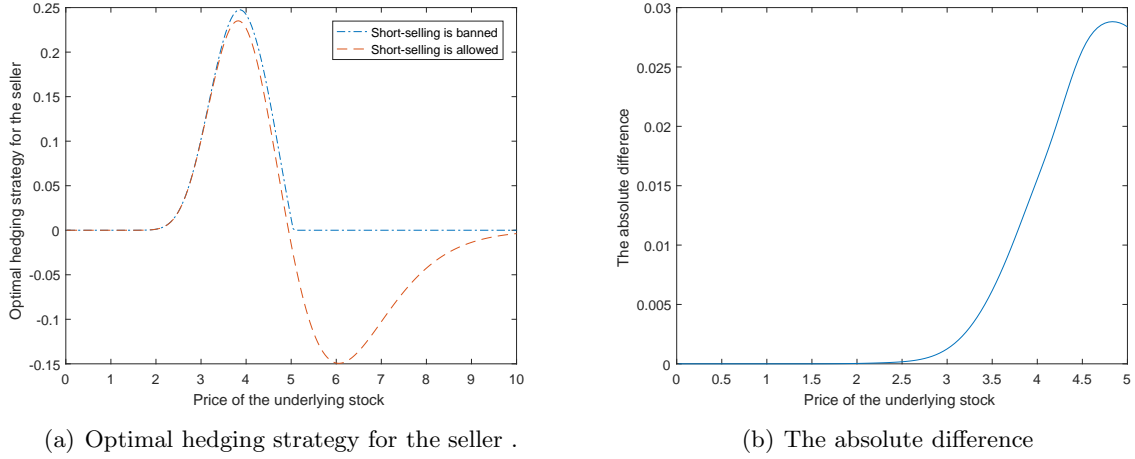 0.25
0.2
0.15
0.1
0.05
0
-0.05
-0.1
-0.15
Optimal hedging strategy for the seller
Short-selling is banned
Short-selling is allowed
0 1 2 3 4 5 6 7 8 9 10
Price of the underlying stock
(a) Optimal hedging strategy for the seller .
0.03
0.025
0.02
0.015
0.01
0.005
0
The absolute difference
0 0.5 1 1.5 2 2.5 3 3.5 4 4.5 5
Price of the underlying stock
(b) The absolute difference